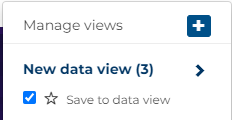 Manage views
New data view (3)
Save to data view